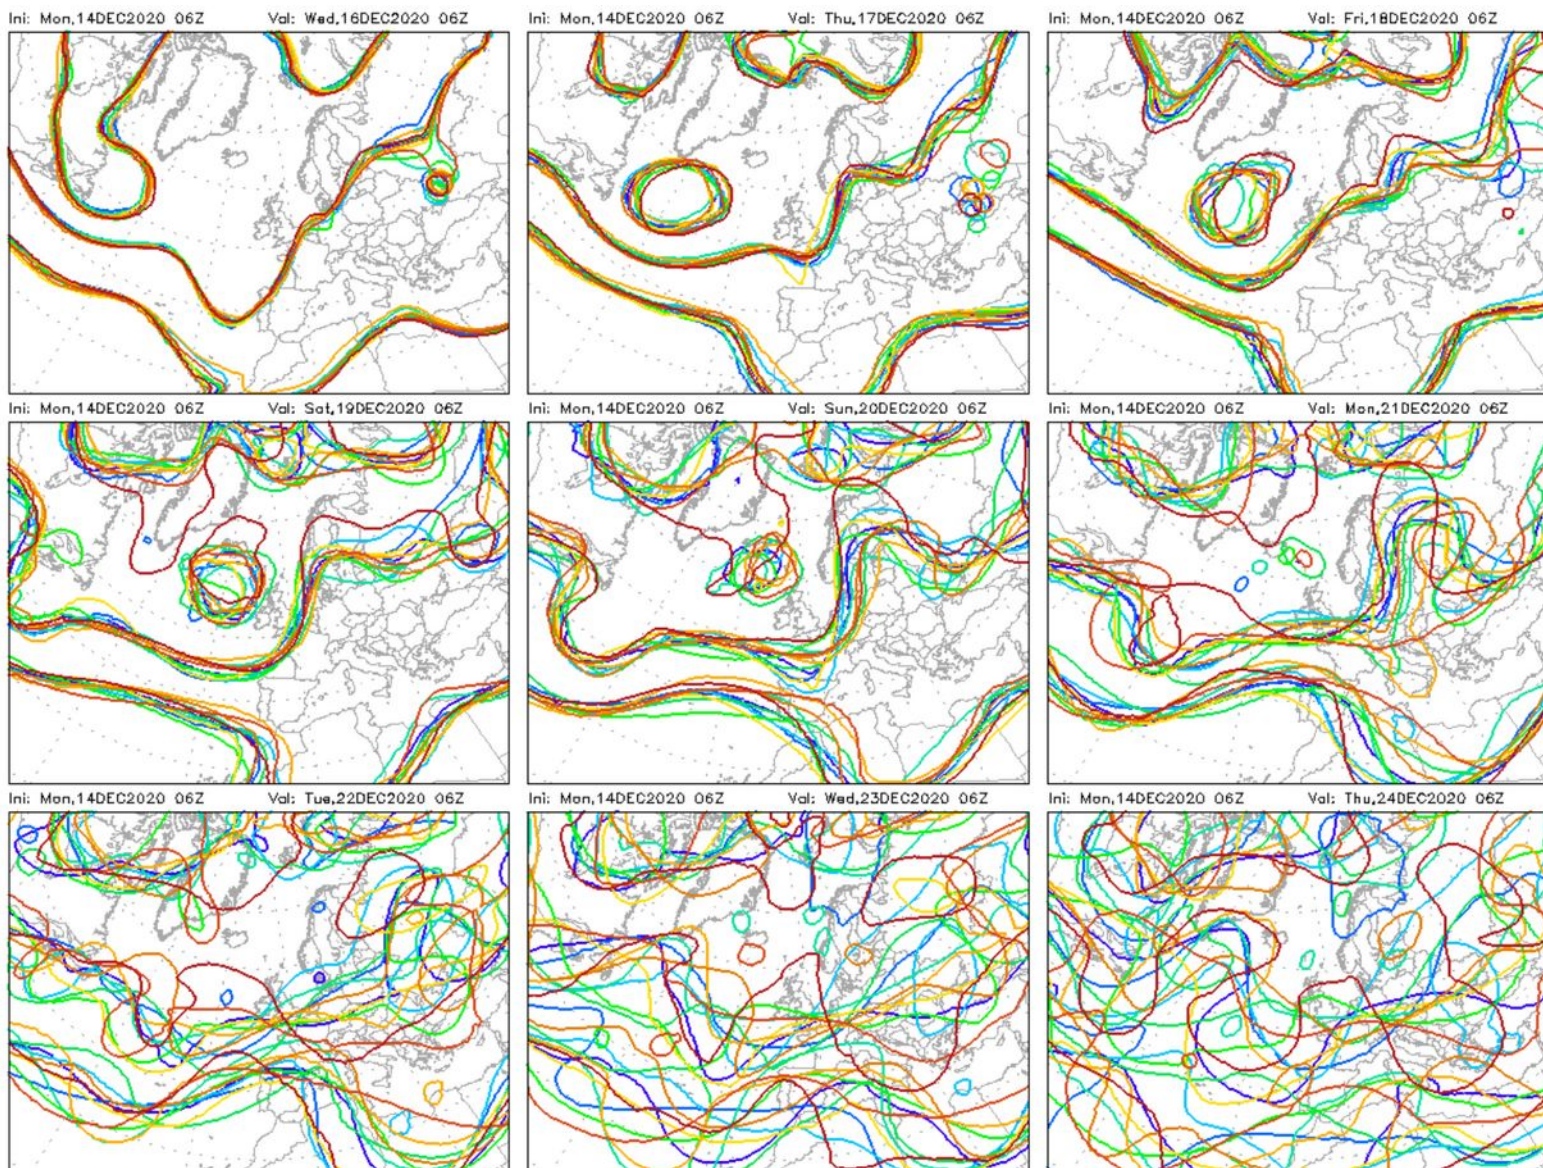 Ini: Mon,14DEC2020 06Z Val: Wed,16DEC2020 06Z
Ini: Mon,14DEC2020 06Z Val: Thu,17DEC2020 06Z
Ini: Mon,14DEC2020 06Z Val: Fri,18DEC2020 06Z
Ini: Mon,14DEC2020 06Z Val: Sat,19DEC2020 06Z
Ini: Mon,14DEC2020 06Z Val: Sun,20DEC2020 06Z
Ini: Mon,14DEC2020 06Z Val: Mon,21DEC2020 06Z
Ini: Mon,14DEC2020 06Z Val: Tue,22DEC2020 06Z
Ini: Mon,14DEC2020 06Z Val: Wed,23DEC2020 06Z
Ini: Mon,14DEC2020 06Z Val: Thu,24DEC2020 06Z